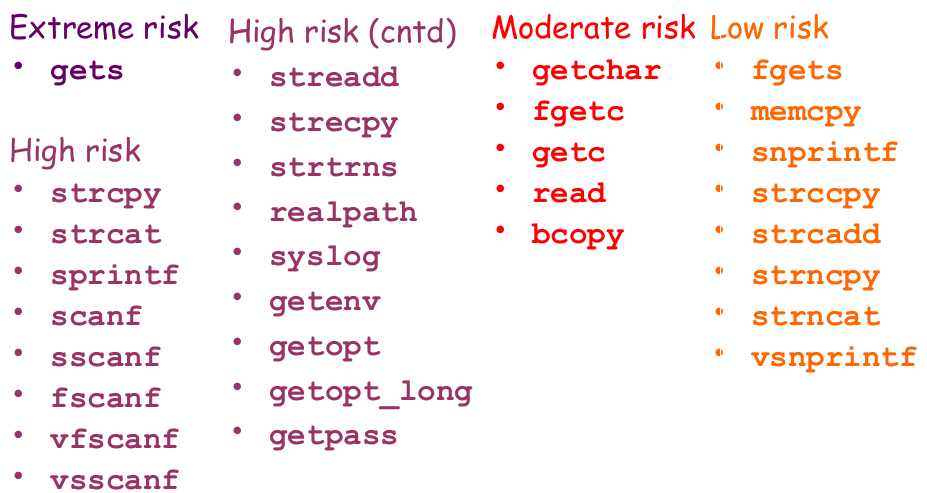 Extreme risk
• gets
High risk
• strcpy
• strcat
• sprintf
• scanf
• sscanf
• fscanf
• vfscanf
• vsscanf
High risk (cntd)
• streadd
• strecpy
• strtrns
• realpath
• syslog
• getenv
• getopt
• getopt_long
• getpass
Moderate risk
• getchar
• fgetc
• getc
• read
• bcopy
Low risk
• fgets
• memcpy
• snprintf
• strccpy
• strcadd
• strncpy
• strncat
• vsnprintf